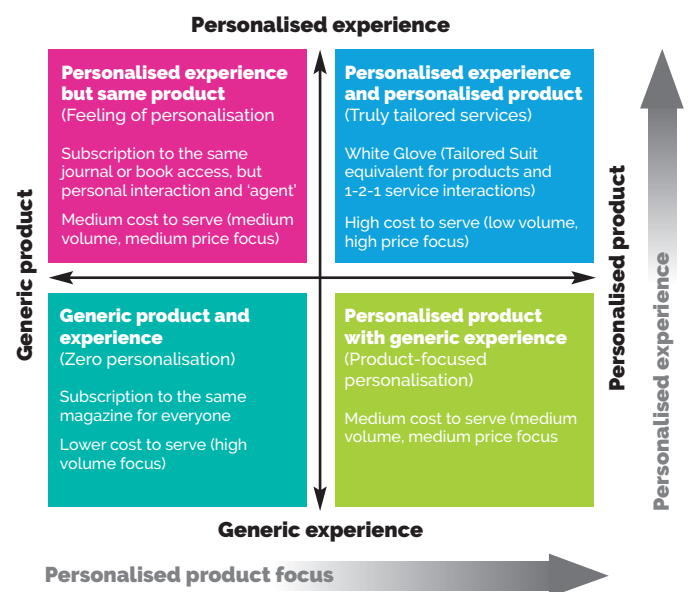 Personalised experience
Personalised experience
but same product
(Feeling of personalisation
Subscription to the same
journal or book access, but
personal interaction and ‘agent’
Medium cost to serve (medium
volume, medium price focus)
Personalised experience
and personalised product
(Truly tailored services)
White Glove (Tailored Suit
equivalent for products and
1-2-1 service interactions)
High cost to serve (low volume,
high price focus)
Generic product
Personalised product
Personalised experience
Generic product and
experience
(Zero personalisation)
Subscription to the same
magazine for everyone
Lower cost to serve (high
volume focus)
Personalised product
with generic experience
(Product-focused
personalisation)
Medium cost to serve (medium
volume, medium price focus
Generic experience
Personalised product focus